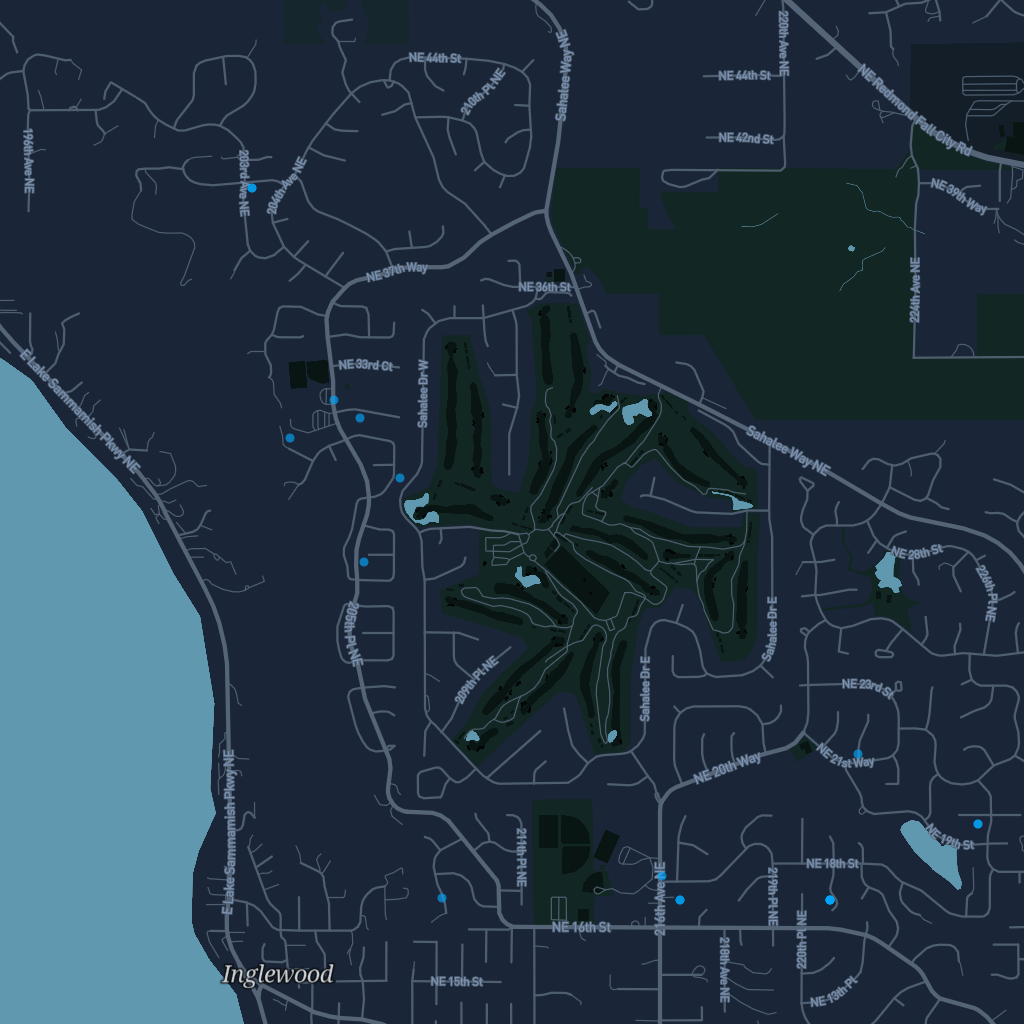 Sahalee Way NE
220th Ave NE
NE 44th St
210th Pl NE
NE 44th St
NE Redmond Fall City Rd
196th Ave NE
203rd Ave NE
204th Ave NE
NE 42nd St
NE 39th Way
NE 37th Way
NE 36th St
224th Ave NE
E Lake Sammamish Pkwy NE
NE 33rd Ct
Sahalee Dr W
Sahalee Way NE
NE 28th St
226th Pl NE
205th Pl NE
Sahalee Dr E
209th Pl NE
Sahalee Dr E
NE 23rd St
NE 20th Way
NE 21st Way
E Lake Sammamish Pkwy NE
211th Pl NE
NE 19th St
NE 18th St
216th Ave NE
219th Pl NE
220th Pl NE
NE 16th St
218th Ave NE
Inglewood
NE 15th St
NE 13th Pl